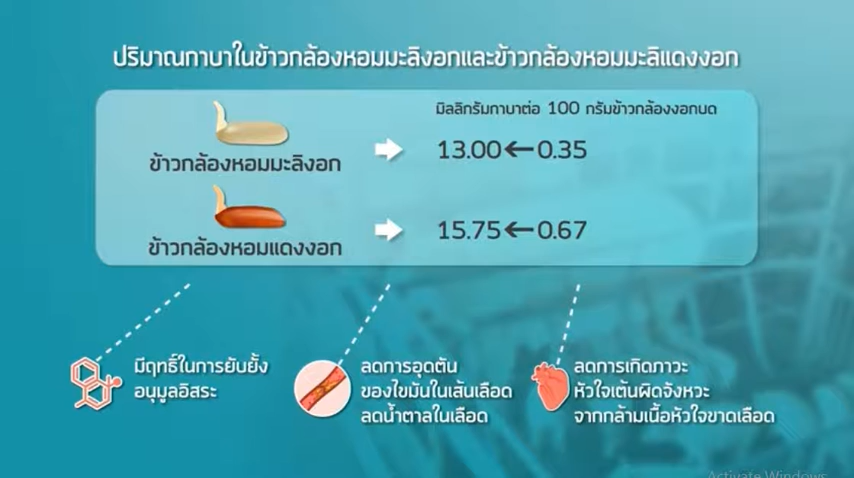 ปริมาณกาบาในข้าวกล้องหอมมะลิงอกและข้าวกล้องหอมมะลิแดงงอก
มิลลิกรัมกาบาต่อ 100 กรัมข้าวกล้องงอกบด
ข้าวกล้องหอมมะลิงอก
13.00←0.35
ข้าวกล้องหอมแดงงอก
15.75←0.67
มีฤทธิ์ในการยับยั้ง
อนุมูลอิสระ
ลดการอุดตัน
ของไขมันในเส้นเลือด
ลดน้ำตาลในเลือด
ลดการเกิดภาวะ
หัวใจเต้นผิดจังหวะ
จากกล้ามเนื้อหัวใจขาดเลือด
Activate Windows